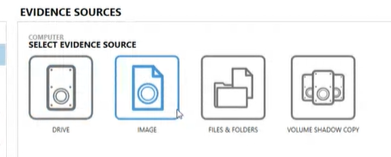 EVIDENCE SOURCES
COMPUTER
SELECT EVIDENCE SOURCE
DRIVE
IMAGE
FILES & FOLDERS
VOLUME SHADOW COPY